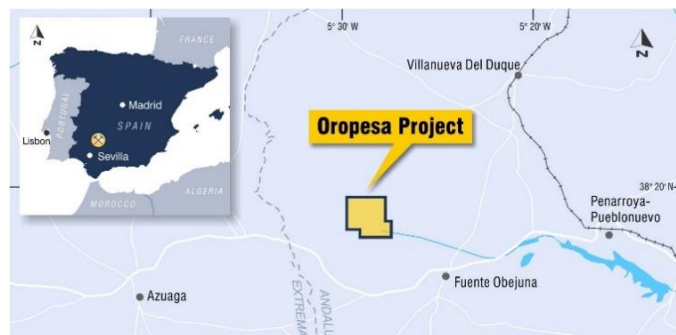 N
FRANCE
PORTUGAL
Madrid
SPAIN
Lisbon
Sevilla
MOROCCO
ALGERIA
5° 30'
5° 20'
N
Villanueva Del Duque
Oropesa Project
38° 20'
Penarroya-
Pueblonuevo
Fuente Obejuna
Azuaga
ANDALU
EXTREMA